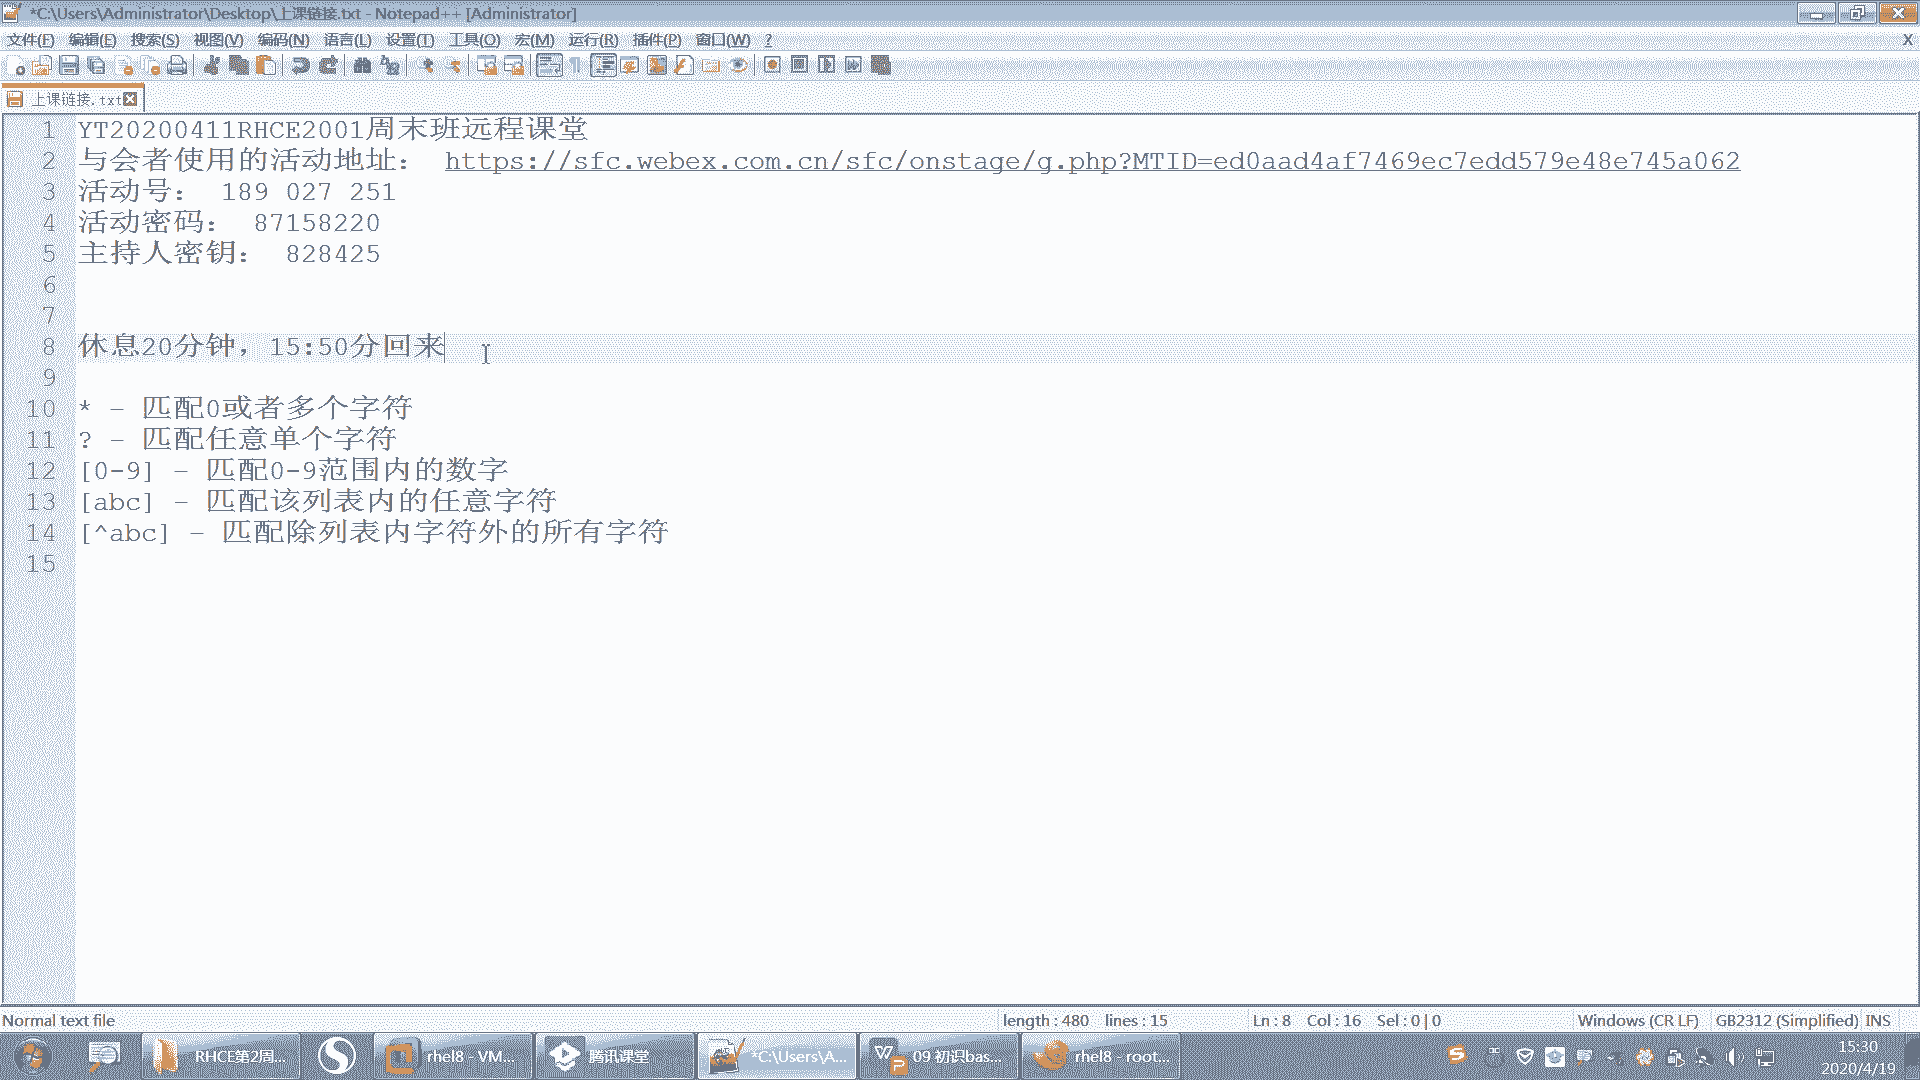 *C:\Users\Administrator\Desktop\上课链接.txt - Notepad++ [Administrator]
文件(F) 编辑(E) 搜索(S) 视图(V) 编码(N) 语言(L) 设置(T) 工具(O) 宏(M) 运行(R) 插件(P) 窗口(W) ? X
上课链接.txt
1 YT20200411RHCE2001周末班远程课堂
2 与会者使用的活动地址： https://sfc.webex.com.cn/sfc/onstage/g.php?MTID=ed0aad4af7469ec7edd579e48e745a062
3 活动号： 189 027 251
4 活动密码： 87158220
5 主持人密钥： 828425
6
7
8 休息20分钟，15:50分回来
9
10 * – 匹配0或者多个字符
11 ? – 匹配任意单个字符
12 [0-9] – 匹配0-9范围内的数字
13 [abc] – 匹配该列表内的任意字符
14 [^abc] – 匹配除列表内字符外的所有字符
15
Normal text file length : 480 lines : 15 Ln : 8 Col : 16 Sel : 0 | 0 Windows (CR LF) GB2312 (Simplified) INS
RHCE第2周... rhel8 - VM... 腾讯课堂 *C:\Users\A... 09 初识bas... rhel8 - root... 15:30
2020/4/19